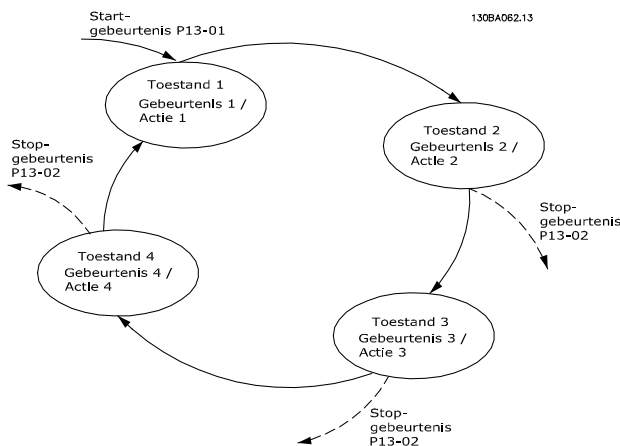 Start-
gebeurtenis P13-01
130BA062.13
Toestand 1
Gebeurtenis 1 /
Actie 1
Toestand 2
Gebeurtenis 2 /
Actie 2
Stop-
gebeurtenis
P13-02
Stop-
gebeurtenis
P13-02
Toestand 4
Gebeurtenis 4 /
Actie 4
Toestand 3
Gebeurtenis 3 /
Actie 3
Stop-
gebeurtenis
P13-02